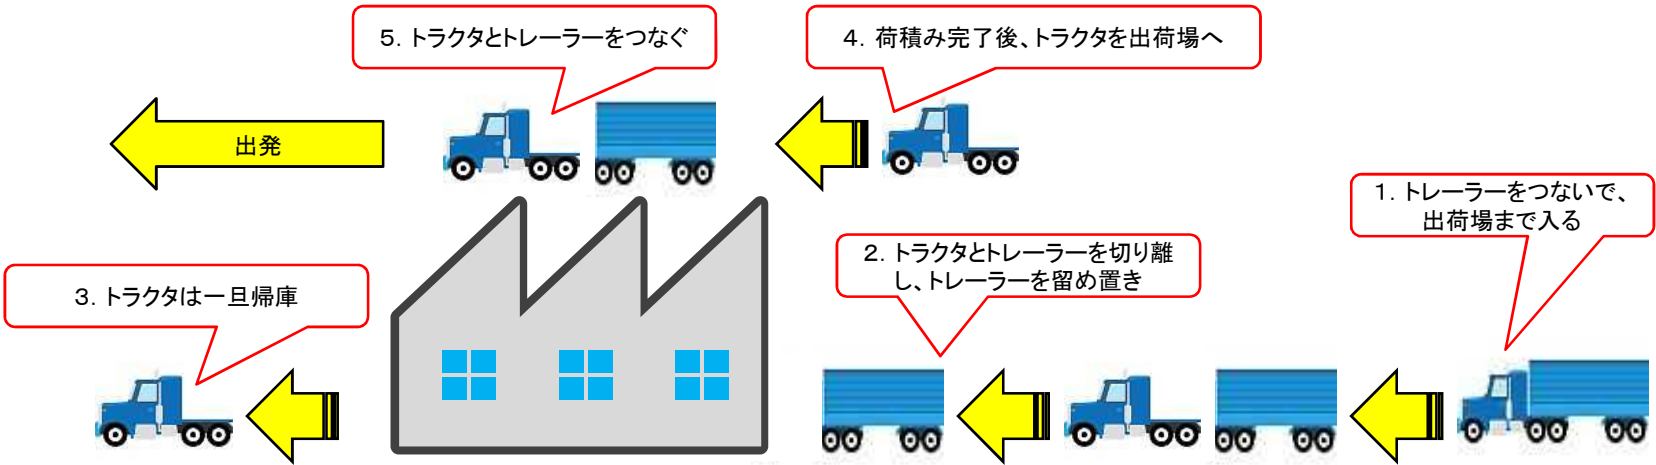 5. トラクタとトレーラーをつなぐ
4. 荷積み完了後、トラクタを出荷場へ
出発
1. トレーラーをつないで、
出荷場まで入る
2. トラクタとトレーラーを切り離
し、トレーラーを留め置き
3. トラクタは一旦帰庫